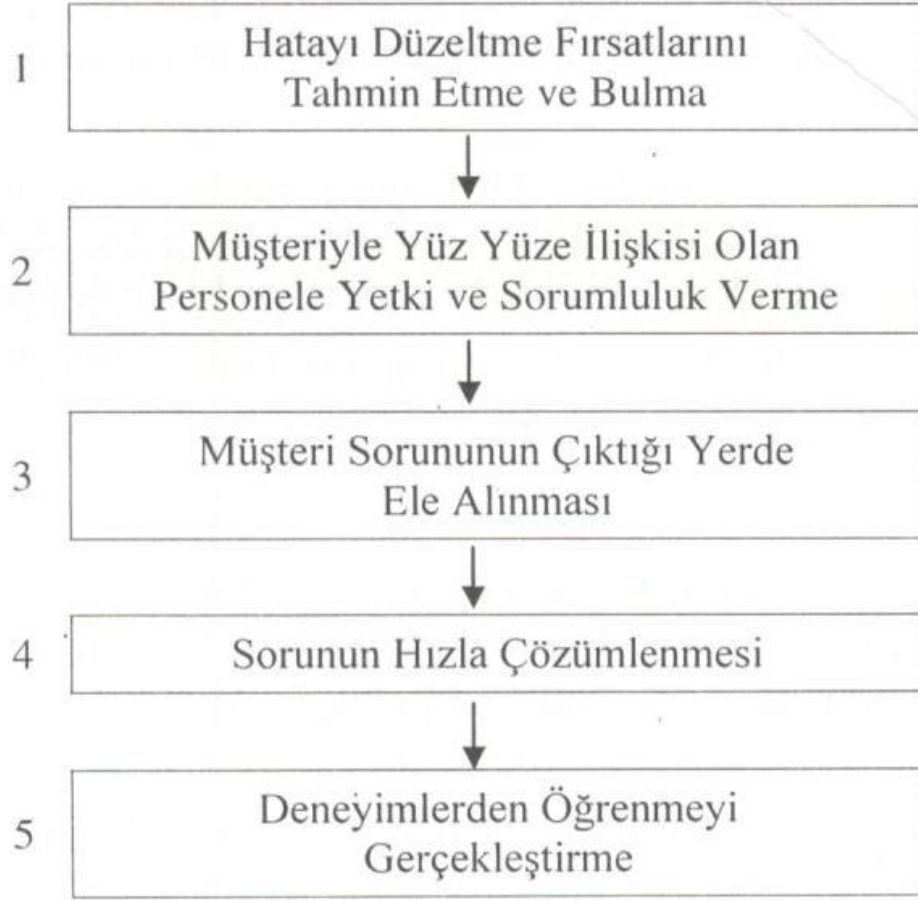 1
Hatayı Düzeltme Fırsatlarını
Tahmin Etme ve Bulma
2
Müşteriyle Yüz Yüze İlişkisi Olan
Personele Yetki ve Sorumluluk Verme
3
Müşteri Sorununun Çıktığı Yerde
Ele Alınması
4
Sorunun Hızla Çözümlenmesi
5
Deneyimlerden Öğrenmeyi
Gerçekleştirme